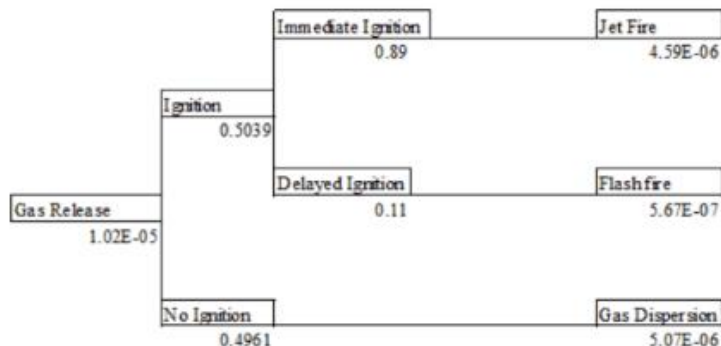 Immediate Ignition
Jet Fire
0.89
4.59E-06
Ignition
0.5039
Delayed Ignition
Flash fire
0.11
5.67E-07
Gas Release
1.02E-05
No Ignition
Gas Dispersion
0.4961
5.07E-06